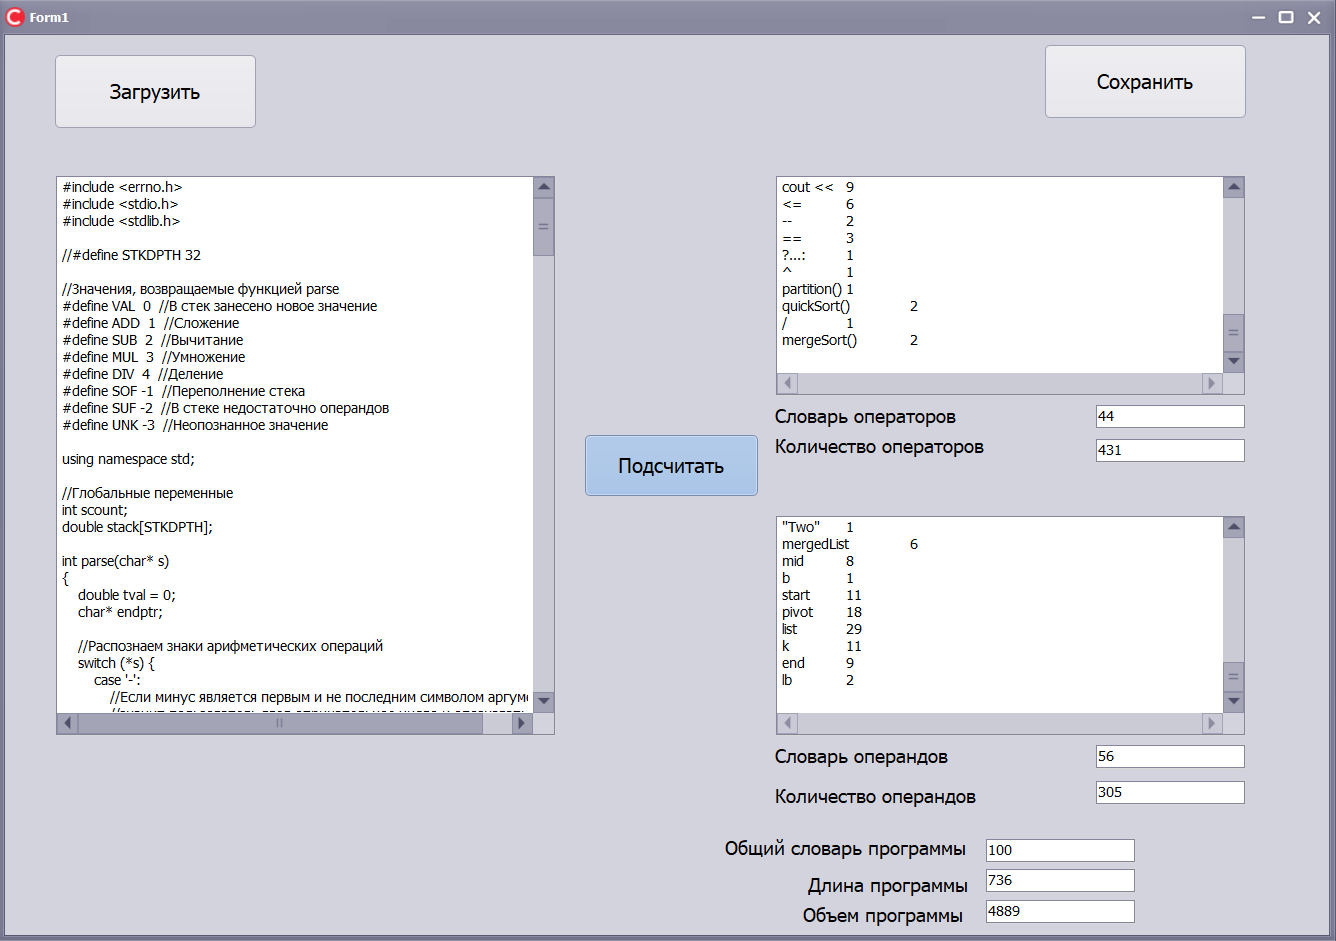 Form1
Загрузить
Сохранить
#include <errno.h>
#include <stdio.h>
#include <stdlib.h>
//#define STKDPTH 32
//Значения, возвращаемые функцией parse
#define VAL  0  //В стек занесено новое значение
#define ADD  1  //Сложение
#define SUB  2  //Вычитание
#define MUL  3  //Умножение
#define DIV  4  //Деление
#define SOF -1  //Переполнение стека
#define SUF -2  //В стеке недостаточно операндов
#define UNK -3  //Неопознанное значение
using namespace std;
//Глобальные переменные
int scount;
double stack[STKDPTH];
int parse(char* s)
{
    double tval = 0;
    char* endptr;
    //Распознаем знаки арифметических операций
    switch (*s) {
        case '-':
            //Если минус является первым и не последним символом аргуме
Подсчитать
cout << 9
<= 6
-- 2
== 3
?...: 1
^ 1
partition() 1
quickSort() 2
/ 1
mergeSort() 2
Словарь операторов 44
Количество операторов 431
"Two" 1
mergedList 6
mid 8
b 1
start 11
pivot 18
list 29
k 11
end 9
lb 2
Словарь операндов 56
Количество операндов 305
Общий словарь программы 100
Длина программы 736
Объем программы 4889